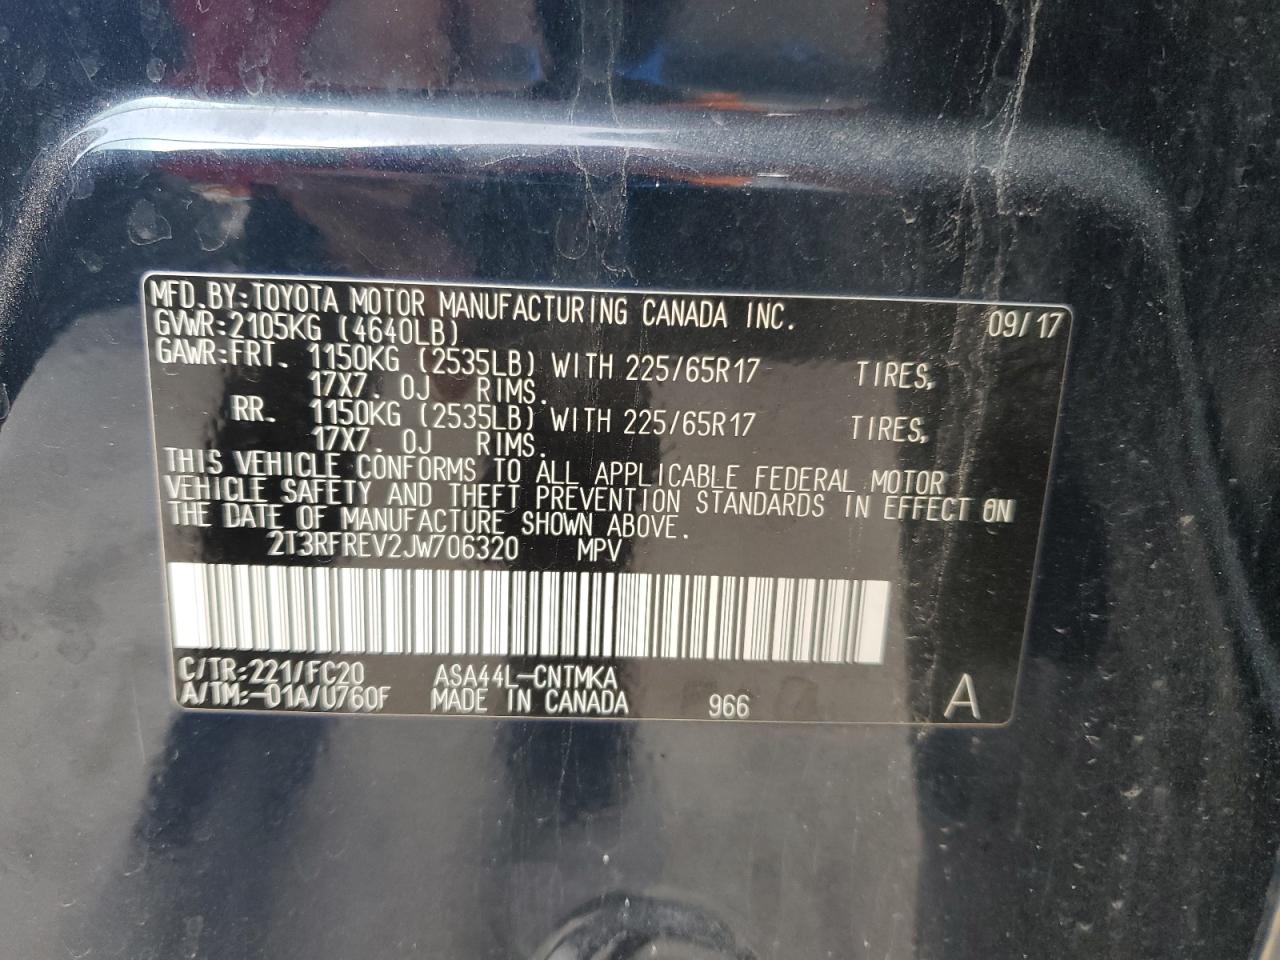 MFD.BY:TOYOTA MOTOR MANUFACTURING CANADA INC. 09/17
GVWR:2105KG (4640LB)
GAWR:FRT. 1150KG (2535LB) WITH 225/65R17 TIRES,
17X7. 0J RIMS.
RR. 1150KG (2535LB) WITH 225/65R17 TIRES,
17X7. 0J RIMS.
THIS VEHICLE CONFORMS TO ALL APPLICABLE FEDERAL MOTOR
VEHICLE SAFETY AND THEFT PREVENTION STANDARDS IN EFFECT ON
THE DATE OF MANUFACTURE SHOWN ABOVE.
2T3RFREV2JW706320 MPV
C/TR:221/FC20 ASA44L-CNTMKA
A/TM:-01A/U760F MADE IN CANADA 966 A